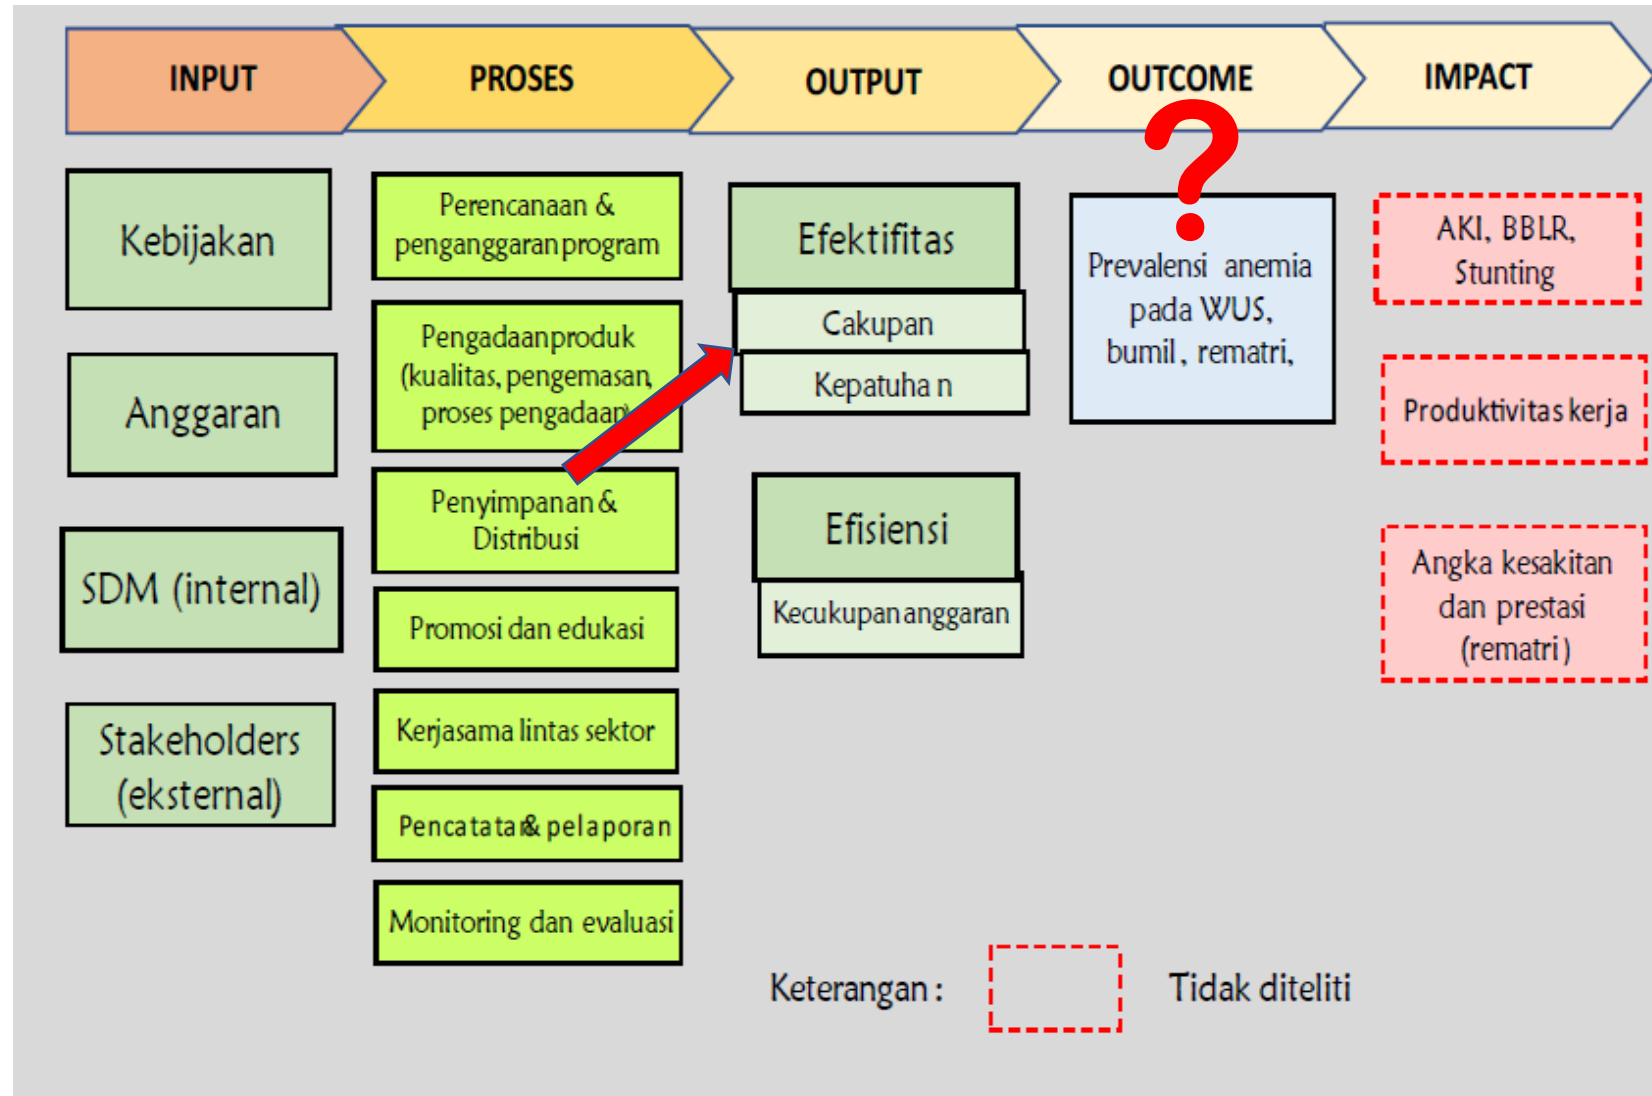 INPUT
PROSES
OUTPUT
OUTCOME
IMPACT
?
Kebijakan
Anggaran
SDM (internal)
Stakeholders
(eksternal)
Perencanaan &
penganggaran program
Pengadaan produk
(kualitas, pengemasan,
proses pengadaan)
Penyimpanan &
Distribusi
Promosi dan edukasi
Kerjasama lintas sektor
Pencatatan & pelaporan
Monitoring dan evaluasi
Efektifitas
Cakupan
Kepatuhan
Efisiensi
Kecukupan anggaran
Prevalensi anemia
pada WUS,
bumil, rematri,
AKI, BBLR,
Stunting
Produktivitas kerja
Angka kesakitan
dan prestasi
(rematri)
Keterangan :
Tidak diteliti